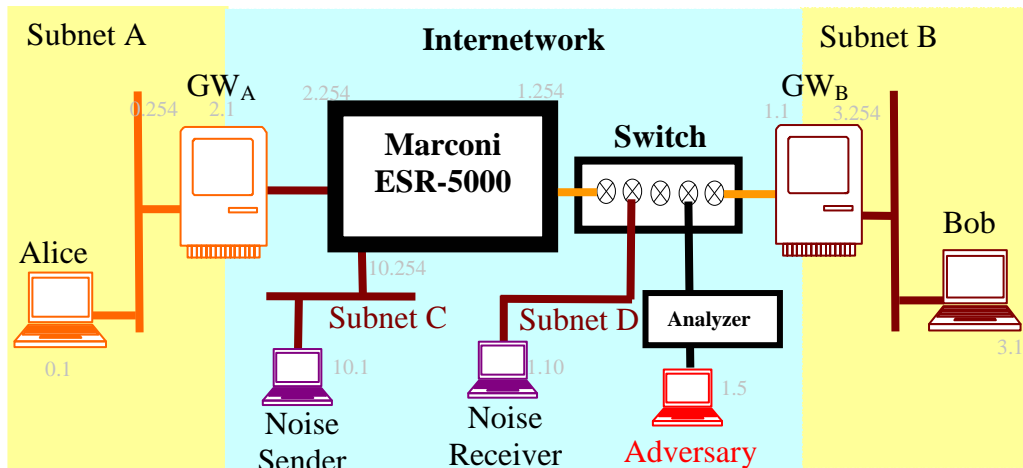 Subnet A
Internetwork
Subnet B
GWA
GWB
0.254
2.1
2.254
1.254
1.1
3.254
Marconi
ESR-5000
Switch
Alice
Bob
10.254
Subnet C
Subnet D
Analyzer
0.1
10.1
1.10
1.5
3.1
Noise
Sender
Noise
Receiver
Adversary